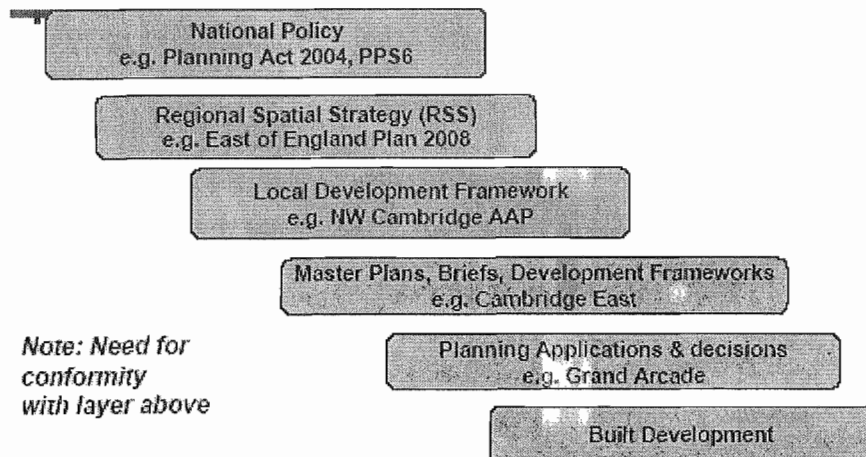 National Policy
e.g. Planning Act 2004, PPS6
Regional Spatial Strategy (RSS)
e.g. East of England Plan 2008
Local Development Framework
e.g. NW Cambridge AAP
Master Plans, Briefs, Development Frameworks
e.g. Cambridge East
Planning Applications & decisions
e.g. Grand Arcade
Built Development
Note: Need for
conformity
with layer above